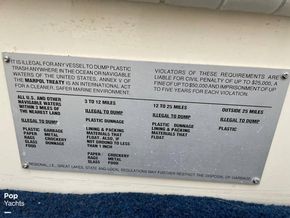 IT IS ILLEGAL FOR ANY VESSEL TO DUMP PLASTIC
TRASH ANYWHERE IN THE OCEAN OR NAVIGABLE
WATERS OF THE UNITED STATES. ANNEX V OF
THE MARPOL TREATY IS AN INTERNATIONAL ACT
FOR A CLEANER, SAFER MARINE ENVIRONMENT.
VIOLATORS OF THESE REQUIREMENTS ARE
LIABLE FOR CIVIL PENALTY OF UP TO $25,000, A
FINE OF UP TO $50,000 AND IMPRISONMENT OF UP
TO FIVE YEARS FOR EACH VIOLATION.
ALL U.S. AND OTHER
NAVIGABLE WATERS
WITHIN 3 MILES OF
THE NEAREST LAND
ILLEGAL TO DUMP
PLASTIC GARBAGE
PAPER METAL
RAGS CROCKERY
GLASS DUNNAGE
FOOD
3 TO 12 MILES
ILLEGAL TO DUMP
PLASTIC DUNNAGE
LINING & PACKING
MATERIALS THAT
FLOAT. ALSO, IF
NOT GROUND TO LESS
THAN 1 INCH
PAPER CROCKERY
RAGS METAL
GLASS FOOD
12 TO 25 MILES
ILLEGAL TO DUMP
PLASTIC DUNNAGE
LINING & PACKING
MATERIALS THAT
FLOAT
OUTSIDE 25 MILES
ILLEGAL TO DUMP
PLASTIC
REGIONAL, I.E., GREAT LAKES, STATE AND LOCAL REGULATIONS MAY FURTHER RESTRICT THE DISPOSAL OF GARBAGE.
Pop
Yachts